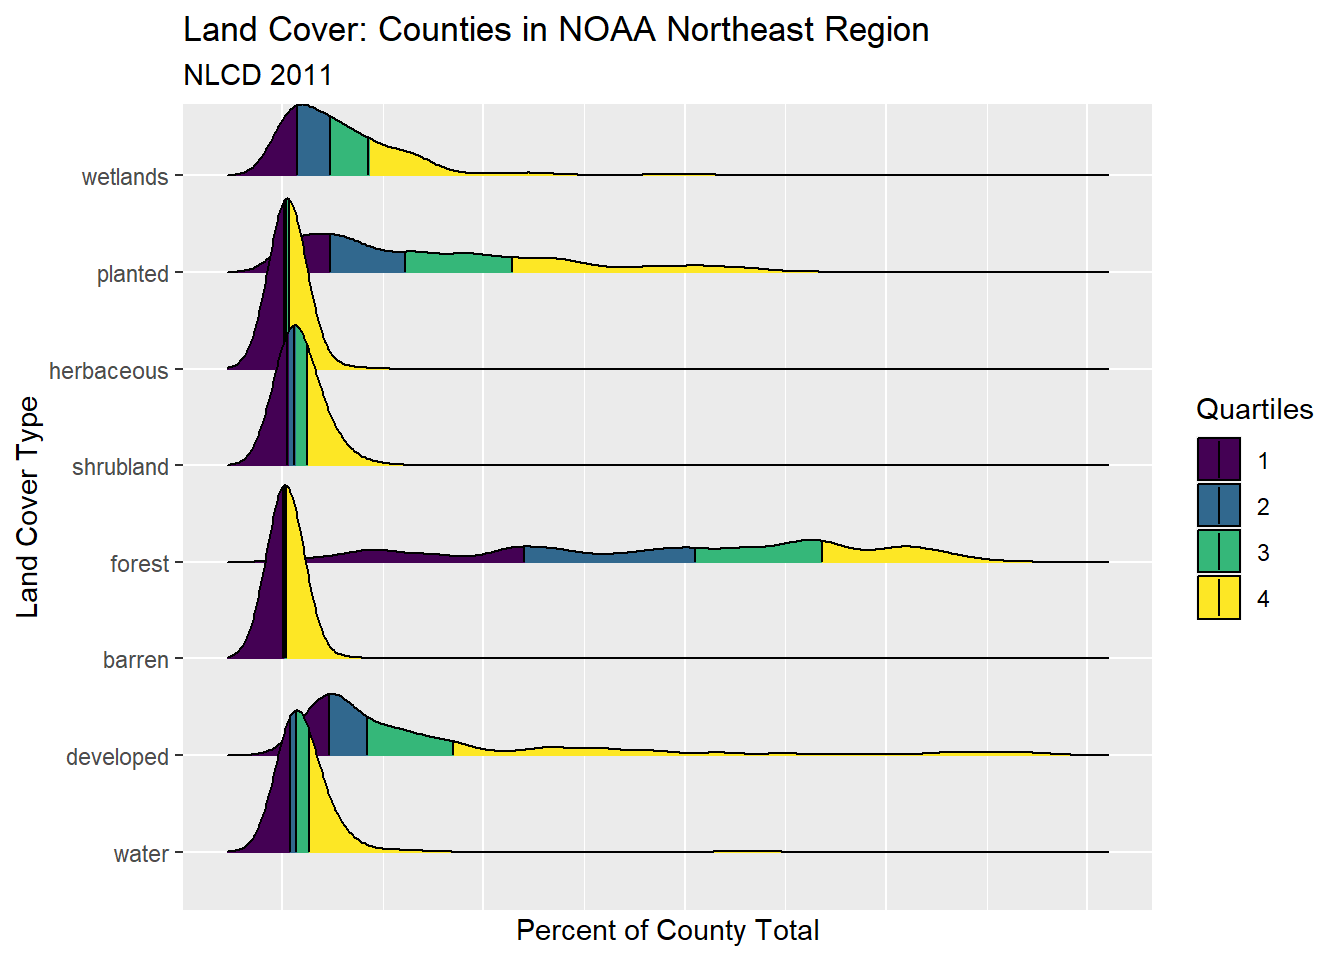 Land Cover: Counties in NOAA Northeast Region
NLCD 2011
wetlands
planted
herbaceous
shrubland
forest
barren
developed
water
Land Cover Type
Percent of County Total
Quartiles
1
2
3
4